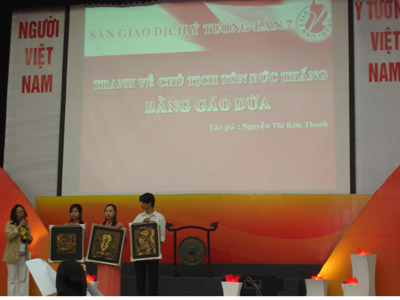 NGƯỜI
VIỆT
NAM
SÀN GIAO DỊCH Ý TƯỞNG LẦN 7
TRANH VỀ CHỦ TỊCH TÔN ĐỨC THẮNG
BẰNG GÁO DỪA
Tác giả : Nguyễn Thị Kim Thanh
Ý TƯỞNG
VIỆT NAM